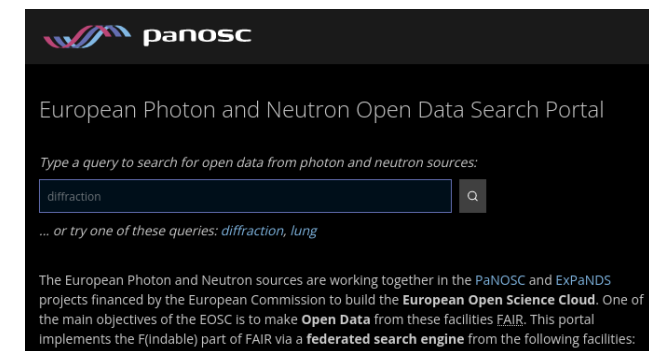 panosc
European Photon and Neutron Open Data Search Portal
Type a query to search for open data from photon and neutron sources:
diffraction
... or try one of these queries: diffraction, lung
The European Photon and Neutron sources are working together in the PaNOSC and ExPaNDS
projects financed by the European Commission to build the European Open Science Cloud. One of
the main objectives of the EOSC is to make Open Data from these facilities FAIR. This portal
implements the F(indable) part of FAIR via a federated search engine from the following facilities: